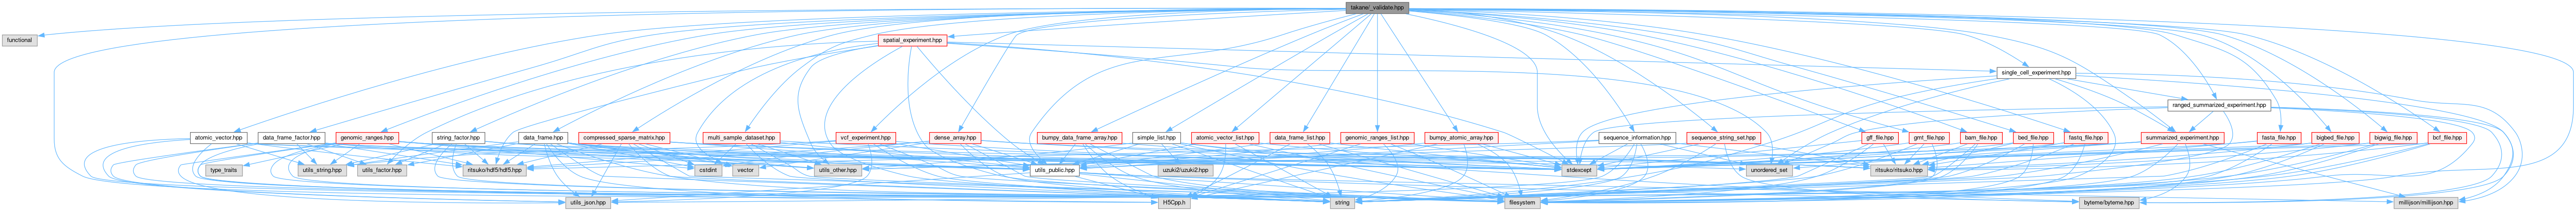 takane/_validate.hpp
functional
spatial_experiment.hpp
single_cell_experiment.hpp
ranged_summarized_experiment.hpp
atomic_vector.hpp
data_frame_factor.hpp
genomic_ranges.hpp
string_factor.hpp
data_frame.hpp
compressed_sparse_matrix.hpp
multi_sample_dataset.hpp
vcf_experiment.hpp
dense_array.hpp
bumpy_data_frame_array.hpp
simple_list.hpp
atomic_vector_list.hpp
data_frame_list.hpp
genomic_ranges_list.hpp
bumpy_atomic_array.hpp
sequence_information.hpp
sequence_string_set.hpp
gff_file.hpp
gmt_file.hpp
bam_file.hpp
bed_file.hpp
fastq_file.hpp
summarized_experiment.hpp
fasta_file.hpp
bigbed_file.hpp
bigwig_file.hpp
bcf_file.hpp
type_traits
utils_string.hpp
utils_factor.hpp
ritsuko/hdf5/hdf5.hpp
cstdint
vector
utils_other.hpp
utils_public.hpp
uzuki2/uzuki2.hpp
stdexcept
unordered_set
ritsuko/ritsuko.hpp
utils_json.hpp
string
H5Cpp.h
filesystem
byteme/byteme.hpp
millijson/millijson.hpp